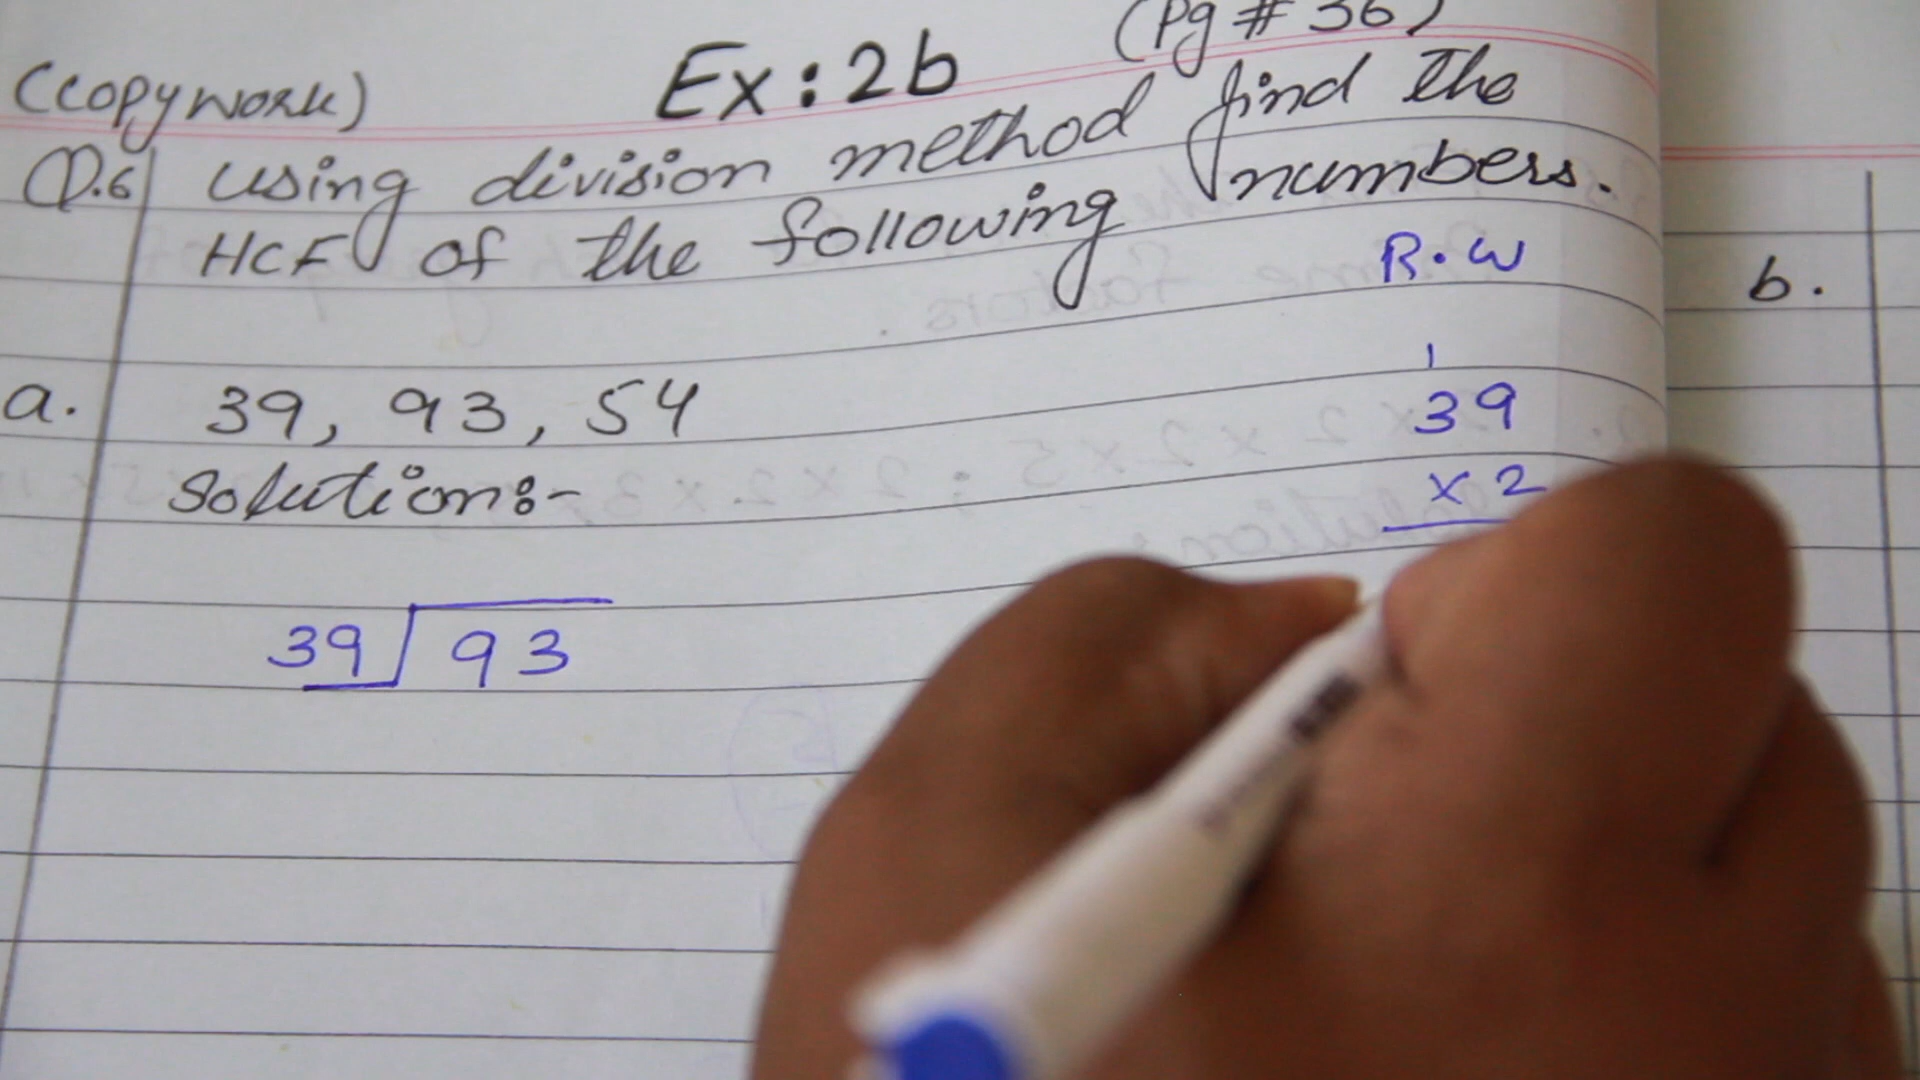 (Pg # 36)
(Copywork) Ex:2b
Q.6 Using division method find the
HCF of the following numbers.
R.W
b.
1
a. 39, 93, 54
39
Solution:-
x 2
39 93